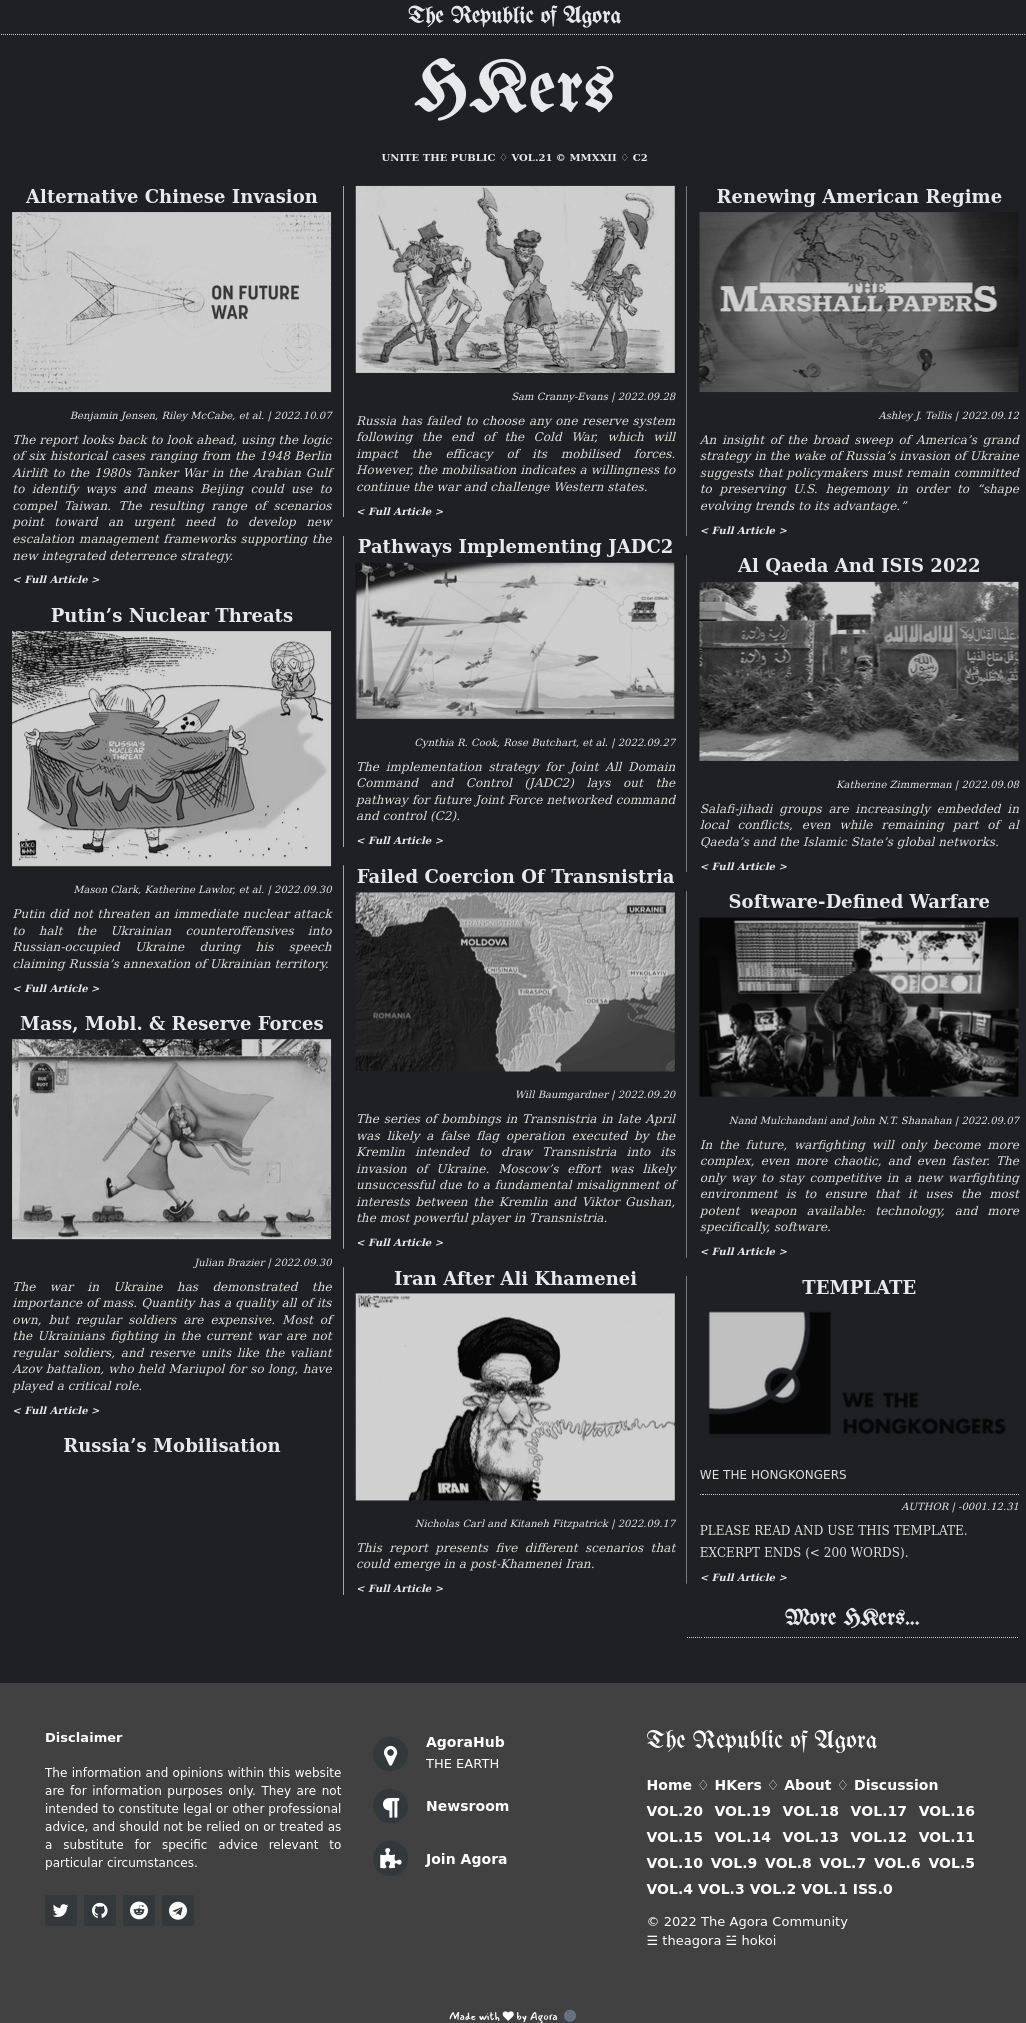 The Republic of Agora
HKers
UNITE THE PUBLIC ♢ VOL.21 © MMXXII ♢ C2
Alternative Chinese Invasion
ON FUTURE
WAR
Benjamin Jensen, Riley McCabe, et al. | 2022.10.07
The report looks back to look ahead, using the logic
of six historical cases ranging from the 1948 Berlin
Airlift to the 1980s Tanker War in the Arabian Gulf
to identify ways and means Beijing could use to
compel Taiwan. The resulting range of scenarios
point toward an urgent need to develop new
escalation management frameworks supporting the
new integrated deterrence strategy.
< Full Article >
Putin’s Nuclear Threats
RUSSIA'S
NUCLEAR
THREAT
Mason Clark, Katherine Lawlor, et al. | 2022.09.30
Putin did not threaten an immediate nuclear attack
to halt the Ukrainian counteroffensives into
Russian-occupied Ukraine during his speech
claiming Russia’s annexation of Ukrainian territory.
< Full Article >
Mass, Mobl. & Reserve Forces
Julian Brazier | 2022.09.30
The war in Ukraine has demonstrated the
importance of mass. Quantity has a quality all of its
own, but regular soldiers are expensive. Most of
the Ukrainians fighting in the current war are not
regular soldiers, and reserve units like the valiant
Azov battalion, who held Mariupol for so long, have
played a critical role.
< Full Article >
Russia’s Mobilisation
Sam Cranny-Evans | 2022.09.28
Russia has failed to choose any one reserve system
following the end of the Cold War, which will
impact the efficacy of its mobilised forces.
However, the mobilisation indicates a willingness to
continue the war and challenge Western states.
< Full Article >
Pathways Implementing JADC2
Cynthia R. Cook, Rose Butchart, et al. | 2022.09.27
The implementation strategy for Joint All Domain
Command and Control (JADC2) lays out the
pathway for future Joint Force networked command
and control (C2).
< Full Article >
Failed Coercion Of Transnistria
UKRAINE
TRANSNISTRIA
MOLDOVA
CHISINAU
MYKOLAYIV
TIRASPOL
ODESA
ROMANIA
Will Baumgardner | 2022.09.20
The series of bombings in Transnistria in late April
was likely a false flag operation executed by the
Kremlin intended to draw Transnistria into its
invasion of Ukraine. Moscow’s effort was likely
unsuccessful due to a fundamental misalignment of
interests between the Kremlin and Viktor Gushan,
the most powerful player in Transnistria.
< Full Article >
Iran After Ali Khamenei
IRAN
Nicholas Carl and Kitaneh Fitzpatrick | 2022.09.17
This report presents five different scenarios that
could emerge in a post-Khamenei Iran.
< Full Article >
Renewing American Regime
THE
MARSHALL PAPERS
Ashley J. Tellis | 2022.09.12
An insight of the broad sweep of America’s grand
strategy in the wake of Russia’s invasion of Ukraine
suggests that policymakers must remain committed
to preserving U.S. hegemony in order to “shape
evolving trends to its advantage.”
< Full Article >
Al Qaeda And ISIS 2022
Katherine Zimmerman | 2022.09.08
Salafi-jihadi groups are increasingly embedded in
local conflicts, even while remaining part of al
Qaeda’s and the Islamic State’s global networks.
< Full Article >
Software-Defined Warfare
Nand Mulchandani and John N.T. Shanahan | 2022.09.07
In the future, warfighting will only become more
complex, even more chaotic, and even faster. The
only way to stay competitive in a new warfighting
environment is to ensure that it uses the most
potent weapon available: technology, and more
specifically, software.
< Full Article >
TEMPLATE
WE THE
HONGKONGERS
WE THE HONGKONGERS
AUTHOR | -0001.12.31
PLEASE READ AND USE THIS TEMPLATE.
EXCERPT ENDS (< 200 WORDS).
< Full Article >
More HKers...
Disclaimer
The information and opinions within this website
are for information purposes only. They are not
intended to constitute legal or other professional
advice, and should not be relied on or treated as
a substitute for specific advice relevant to
particular circumstances.
AgoraHub
THE EARTH
Newsroom
Join Agora
The Republic of Agora
Home ♢ HKers ♢ About ♢ Discussion
VOL.20 VOL.19 VOL.18 VOL.17 VOL.16
VOL.15 VOL.14 VOL.13 VOL.12 VOL.11
VOL.10 VOL.9 VOL.8 VOL.7 VOL.6 VOL.5
VOL.4 VOL.3 VOL.2 VOL.1 ISS.0
© 2022 The Agora Community
☰ theagora ☱ hokoi
Made with ❤ by Agora